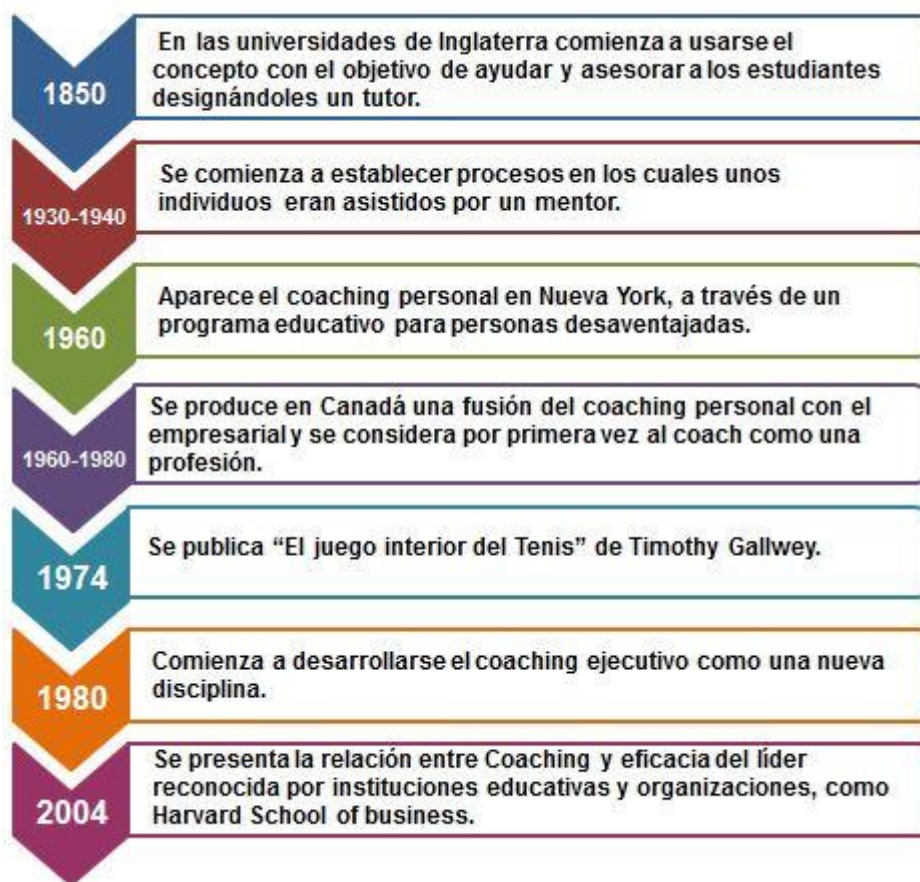 1850
En las universidades de Inglaterra comienza a usarse el
concepto con el objetivo de ayudar y asesorar a los estudiantes
designándoles un tutor.
1930-1940
Se comienza a establecer procesos en los cuales unos
individuos eran asistidos por un mentor.
1960
Aparece el coaching personal en Nueva York, a través de un
programa educativo para personas desaventajadas.
1960-1980
Se produce en Canadá una fusión del coaching personal con el
empresarial y se considera por primera vez al coach como una
profesión.
1974
Se publica “El juego interior del Tenis” de Timothy Gallwey.
1980
Comienza a desarrollarse el coaching ejecutivo como una nueva
disciplina.
2004
Se presenta la relación entre Coaching y eficacia del líder
reconocida por instituciones educativas y organizaciones, como
Harvard School of business.